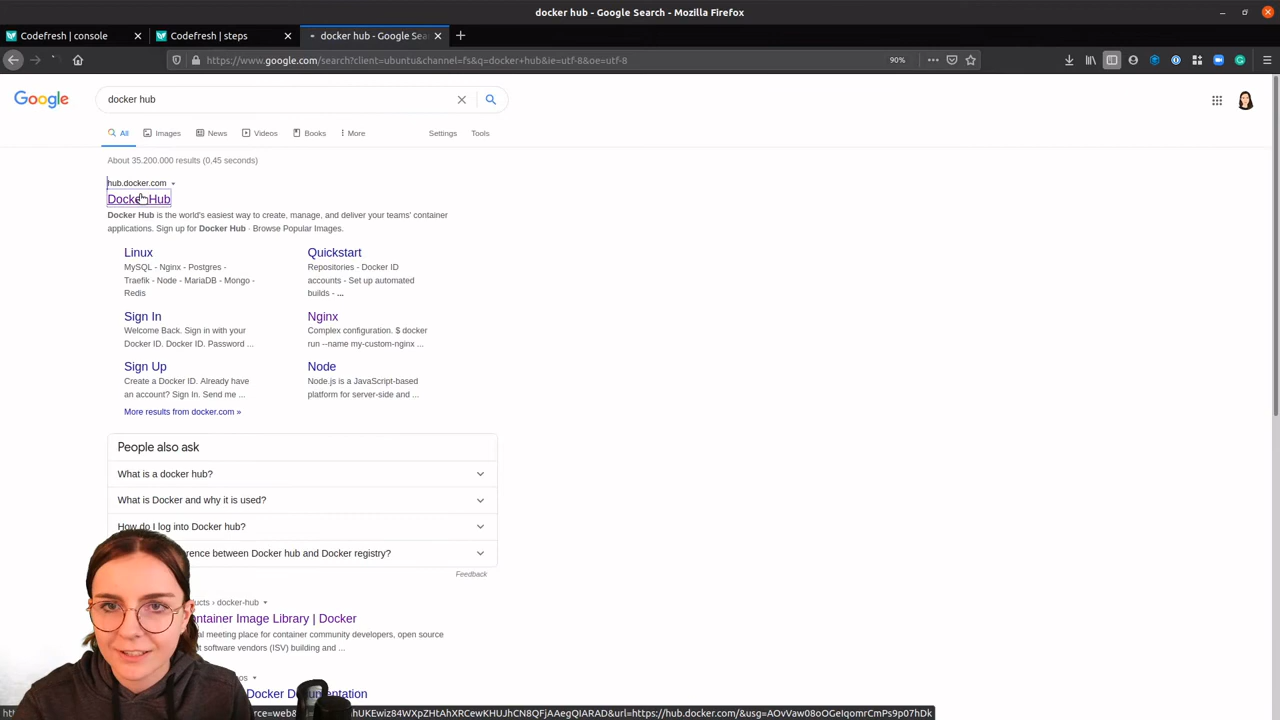 docker hub - Google Search - Mozilla Firefox
Codefresh | console
Codefresh | steps
docker hub - Google Sea
https://www.google.com/search?client=ubuntu&channel=fs&q=docker+hub&ie=utf-8&oe=utf-8
90%
Google
docker hub
All
Images
News
Videos
Books
More
Settings
Tools
About 35.200.000 results (0,45 seconds)
hub.docker.com
Docker Hub
Docker Hub is the world's easiest way to create, manage, and deliver your teams' container
applications. Sign up for Docker Hub · Browse Popular Images.
Linux
MySQL - Nginx - Postgres -
Traefik - Node - MariaDB - Mongo -
Redis
Quickstart
Repositories - Docker ID
accounts - Set up automated
builds - ...
Sign In
Welcome Back. Sign in with your
Docker ID. Docker ID. Password ...
Nginx
Complex configuration. $ docker
run --name my-custom-nginx ...
Sign Up
Create a Docker ID. Already have
an account? Sign In. Send me ...
Node
Node.js is a JavaScript-based
platform for server-side and ...
More results from docker.com »
People also ask
What is a docker hub?
What is Docker and why it is used?
How do I log into Docker hub?
rence between Docker hub and Docker registry?
Feedback
ucts › docker-hub
ntainer Image Library | Docker
al meeting place for container community developers, open source
t software vendors (ISV) building and ...
os
Docker Documentation